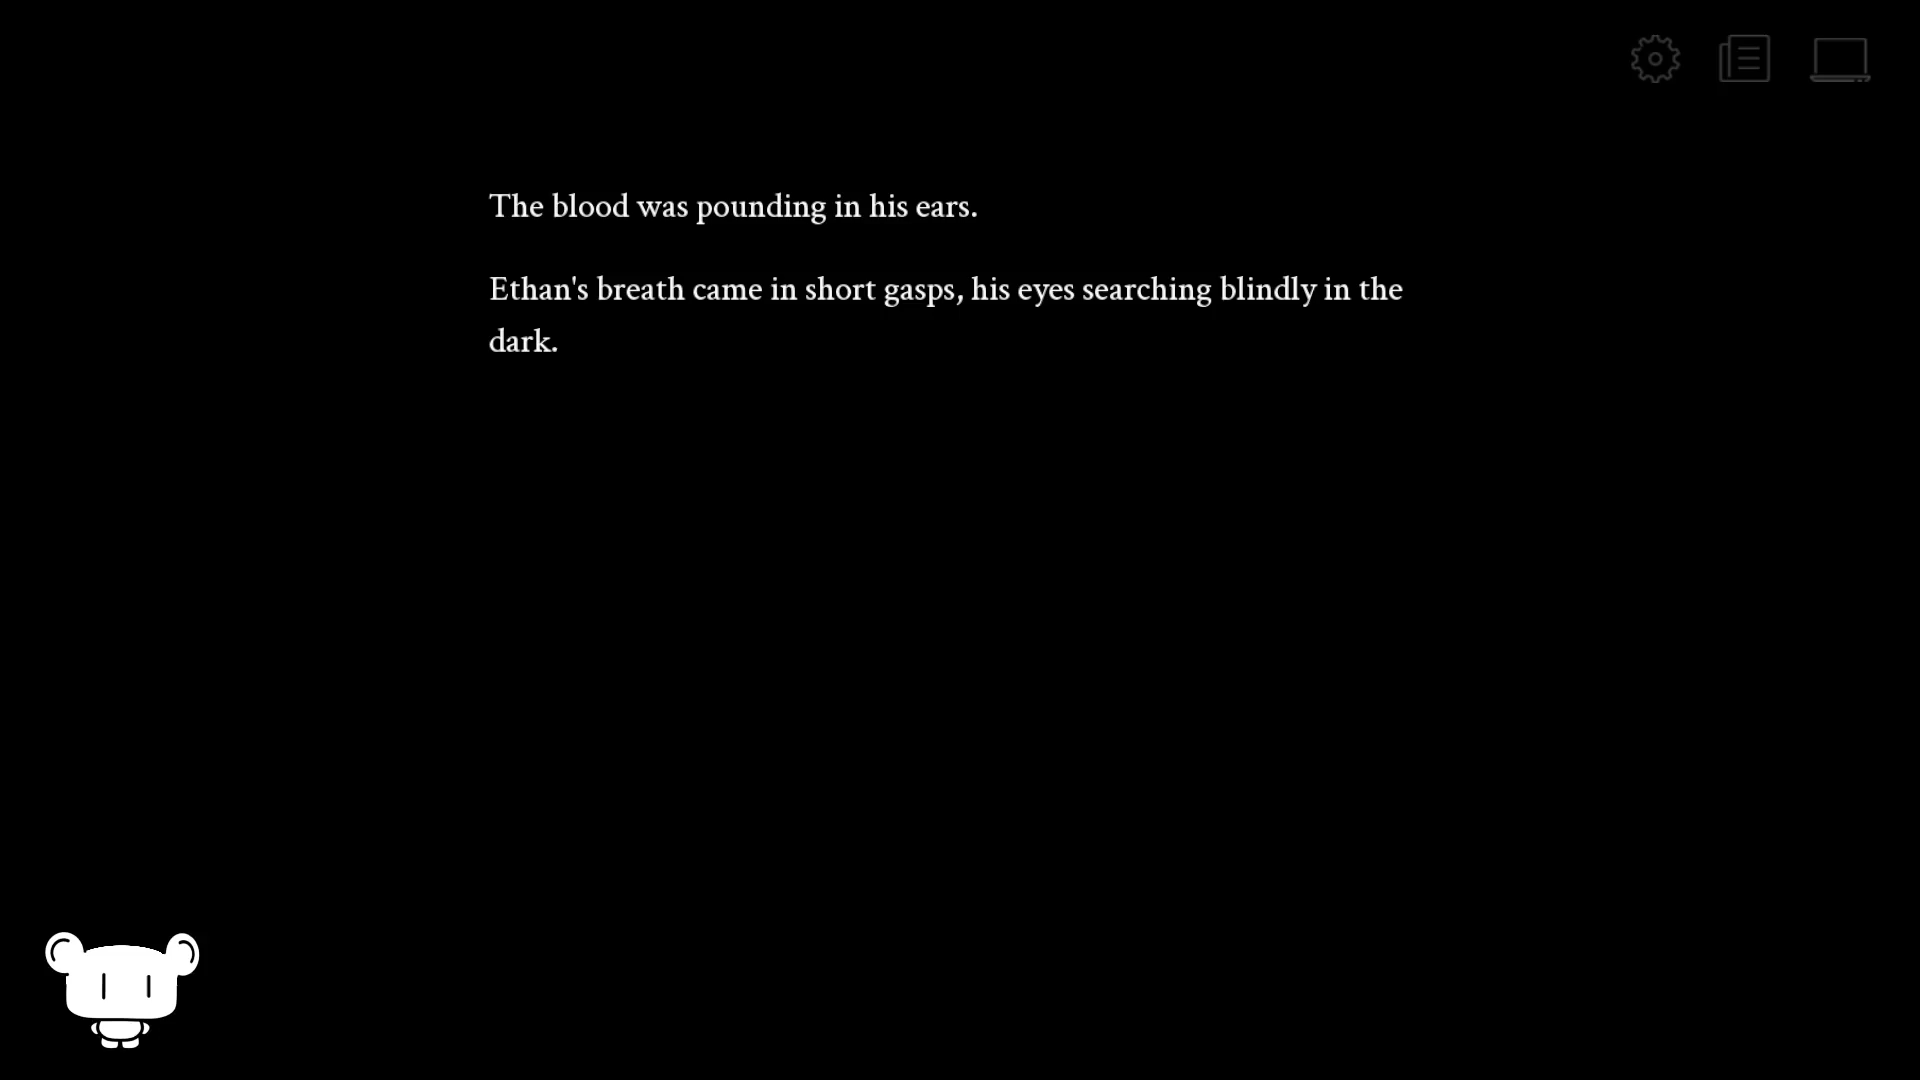 The blood was pounding in his ears.
Ethan's breath came in short gasps, his eyes searching blindly in the
dark.